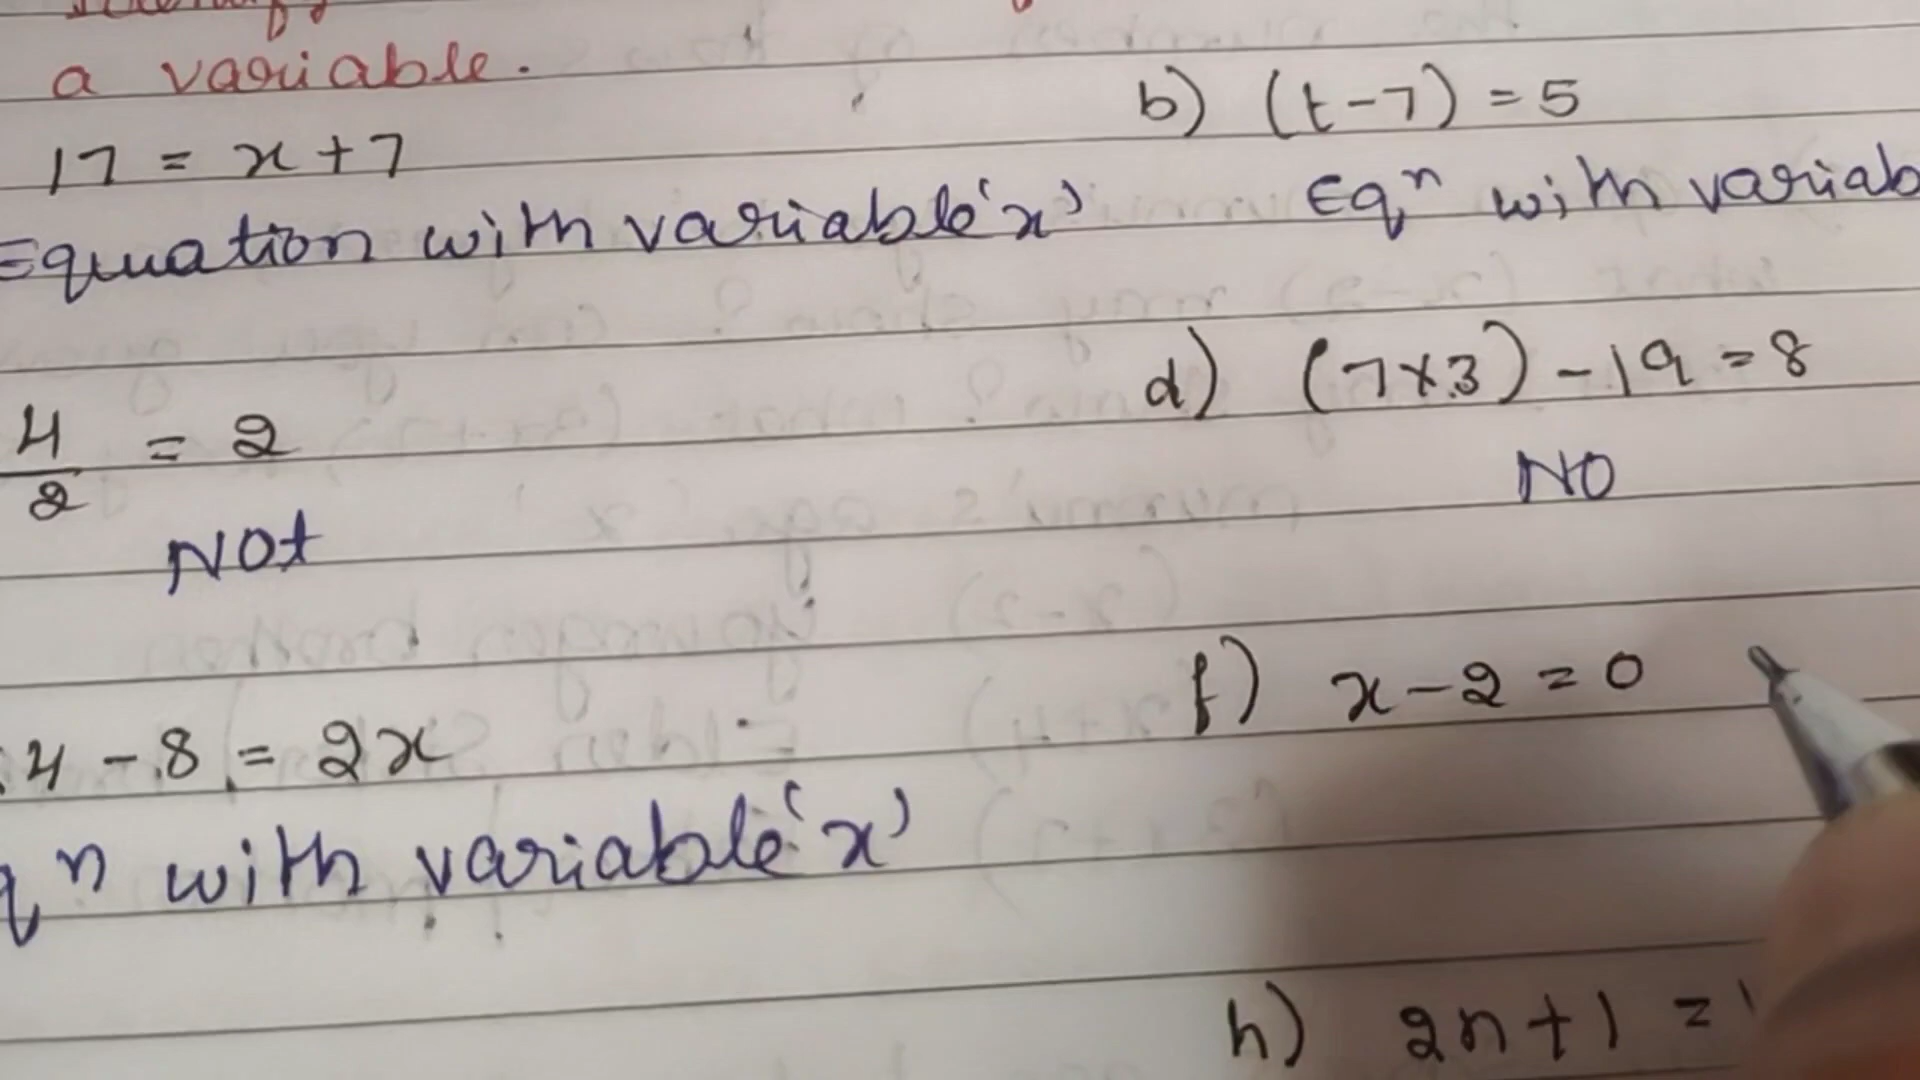 a variable.
17 = x + 7
b) (t - 7) = 5
Equation with variable 'x'
Eqⁿ with variab
4/2 = 2
d) (7×3) - 19 = 8
Not
NO
4 - 8 = 2x
f) x - 2 = 0
qⁿ with variable 'x'
h) 2n + 1 =